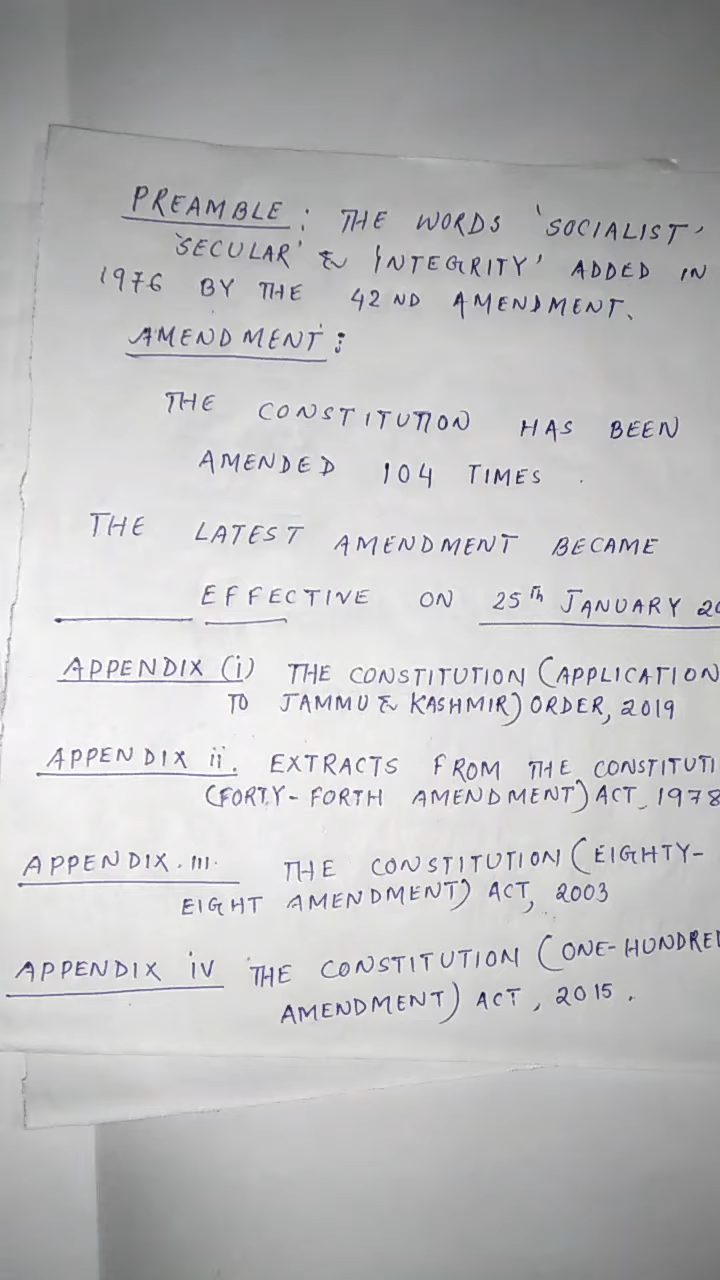 PREAMBLE : THE WORDS 'SOCIALIST'
'SECULAR' & 'INTEGRITY' ADDED IN
1976 BY THE 42 ND AMENDMENT.
AMENDMENT :
THE CONSTITUTION HAS BEEN
AMENDED 104 TIMES .
THE LATEST AMENDMENT BECAME
EFFECTIVE ON 25th JANUARY 20
APPENDIX (i) THE CONSTITUTION (APPLICATION
TO JAMMU & KASHMIR) ORDER, 2019
APPENDIX ii. EXTRACTS FROM THE CONSTITUTI
(FORTY-FORTH AMENDMENT) ACT, 1978
APPENDIX.III. THE CONSTITUTION (EIGHTY-
EIGHT AMENDMENT) ACT, 2003
APPENDIX iv THE CONSTITUTION (ONE-HUNDRED
AMENDMENT) ACT, 2015.